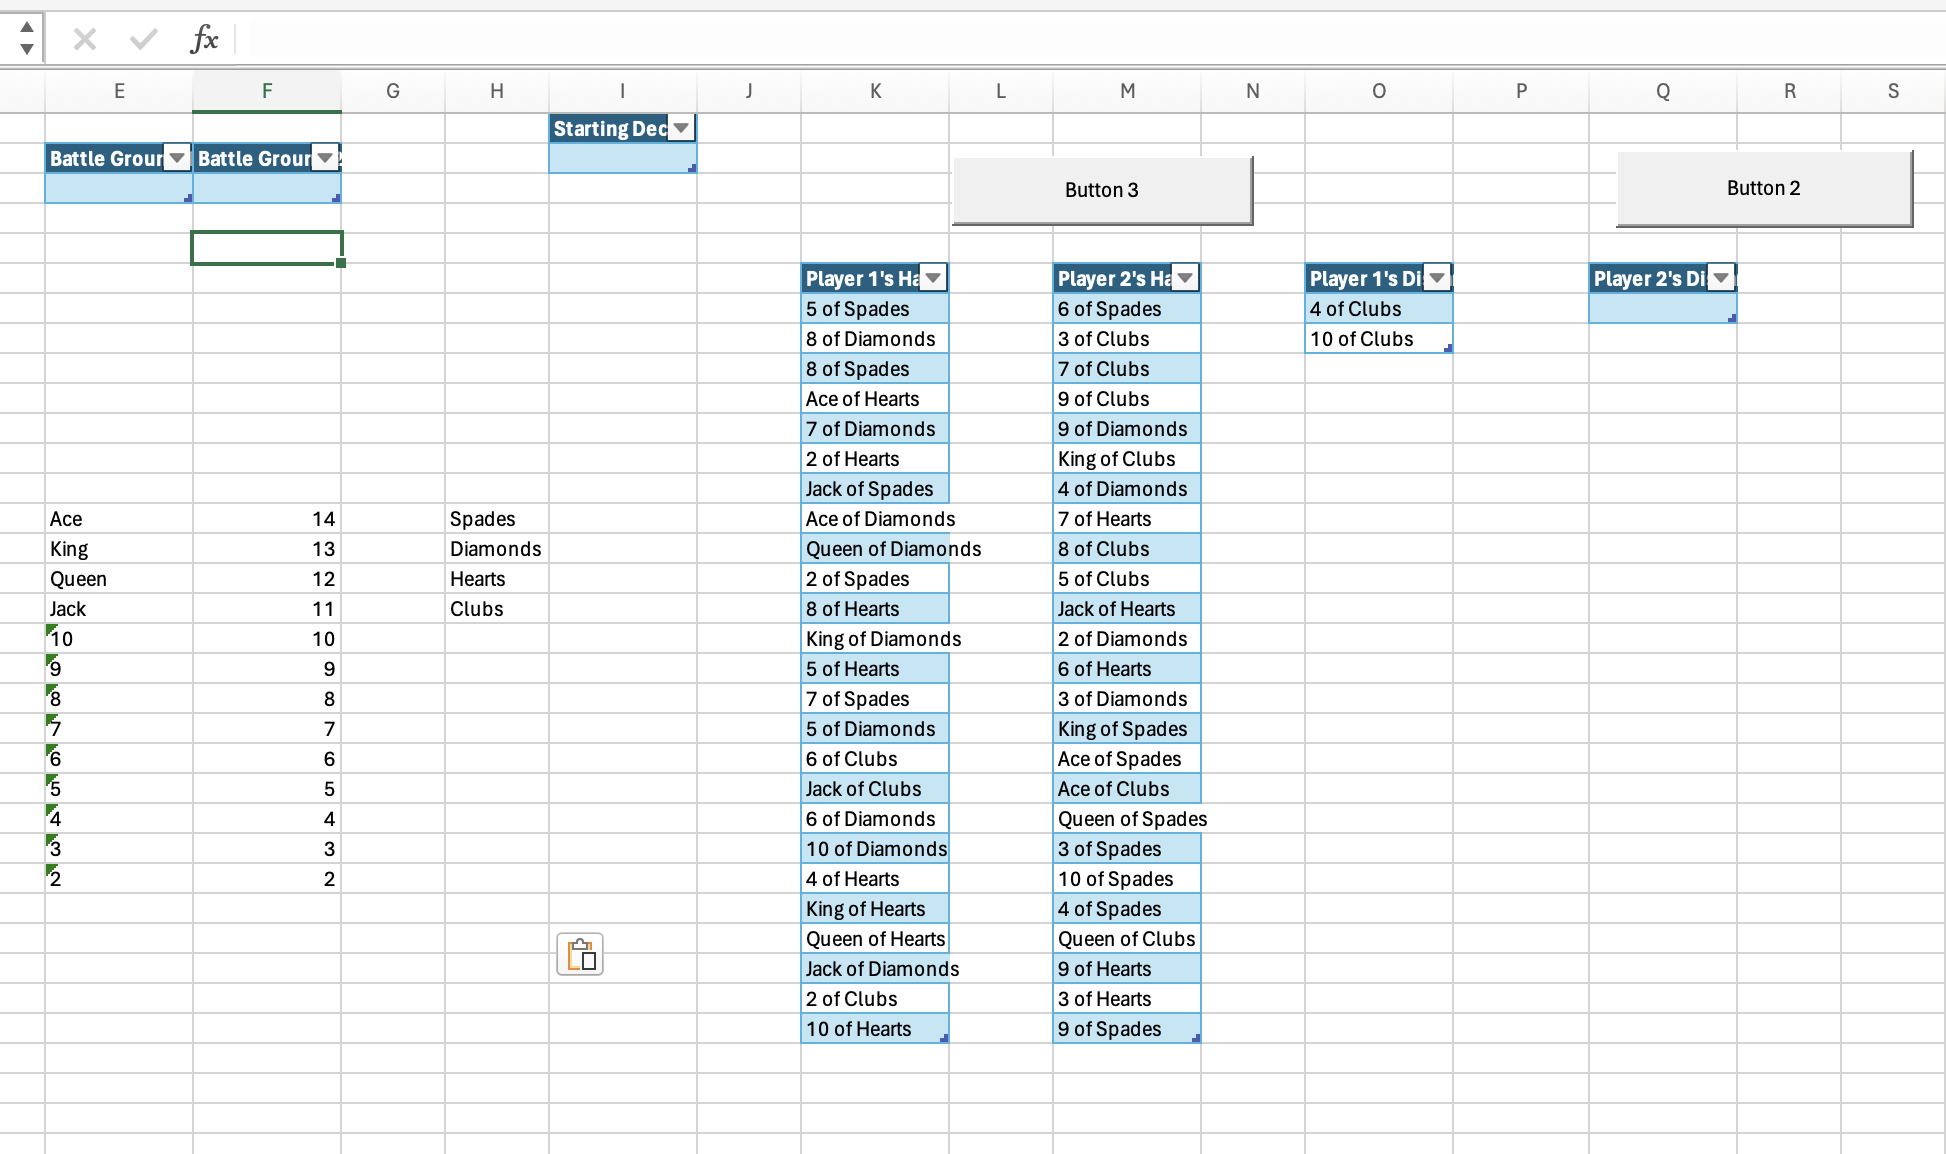 fx
E F G H I J K L M N O P Q R S
Starting Dec
Battle Groun Battle Groun
Button 3 Button 2
Player 1's Ha Player 2's Ha Player 1's Dis Player 2's Dis
5 of Spades 6 of Spades 4 of Clubs
8 of Diamonds 3 of Clubs 10 of Clubs
8 of Spades 7 of Clubs
Ace of Hearts 9 of Clubs
7 of Diamonds 9 of Diamonds
2 of Hearts King of Clubs
Jack of Spades 4 of Diamonds
Ace 14 Spades Ace of Diamonds 7 of Hearts
King 13 Diamonds Queen of Diamonds 8 of Clubs
Queen 12 Hearts 2 of Spades 5 of Clubs
Jack 11 Clubs 8 of Hearts Jack of Hearts
10 10 King of Diamonds 2 of Diamonds
9 9 5 of Hearts 6 of Hearts
8 8 7 of Spades 3 of Diamonds
7 7 5 of Diamonds King of Spades
6 6 6 of Clubs Ace of Spades
5 5 Jack of Clubs Ace of Clubs
4 4 6 of Diamonds Queen of Spades
3 3 10 of Diamonds 3 of Spades
2 2 4 of Hearts 10 of Spades
King of Hearts 4 of Spades
Queen of Hearts Queen of Clubs
Jack of Diamonds 9 of Hearts
2 of Clubs 3 of Hearts
10 of Hearts 9 of Spades